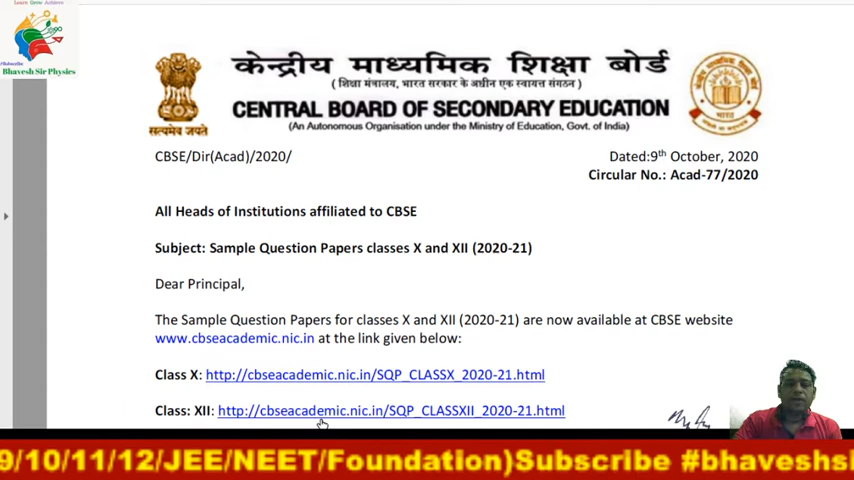 Learn Grow Achieve
#Subscribe
Bhavesh Sir Physics
केन्द्रीय माध्यमिक शिक्षा बोर्ड
(शिक्षा मंत्रालय, भारत सरकार के अधीन एक स्वायत्त संगठन)
CENTRAL BOARD OF SECONDARY EDUCATION
(An Autonomous Organisation under the Ministry of Education, Govt. of India)
सत्यमेव जयते
भारत
CBSE/Dir(Acad)/2020/
Dated:9th October, 2020
Circular No.: Acad-77/2020
All Heads of Institutions affiliated to CBSE
Subject: Sample Question Papers classes X and XII (2020-21)
Dear Principal,
The Sample Question Papers for classes X and XII (2020-21) are now available at CBSE website
www.cbseacademic.nic.in at the link given below:
Class X: http://cbseacademic.nic.in/SQP_CLASSX_2020-21.html
Class: XII: http://cbseacademic.nic.in/SQP_CLASSXII_2020-21.html
9/10/11/12/JEE/NEET/Foundation)Subscribe #bhavesh